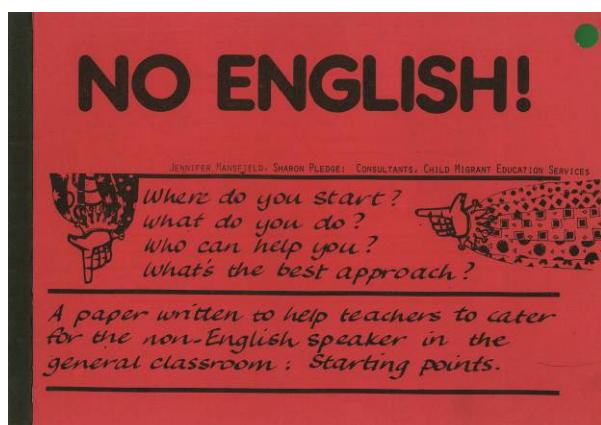 NO ENGLISH!
JENNIFER MANSFIELD, SHARON PLEDGE: CONSULTANTS, CHILD MIGRANT EDUCATION SERVICES
Where do you start?
What do you do?
Who can help you?
What's the best approach?
A paper written to help teachers to cater
for the non-English speaker in the
general classroom : Starting points.